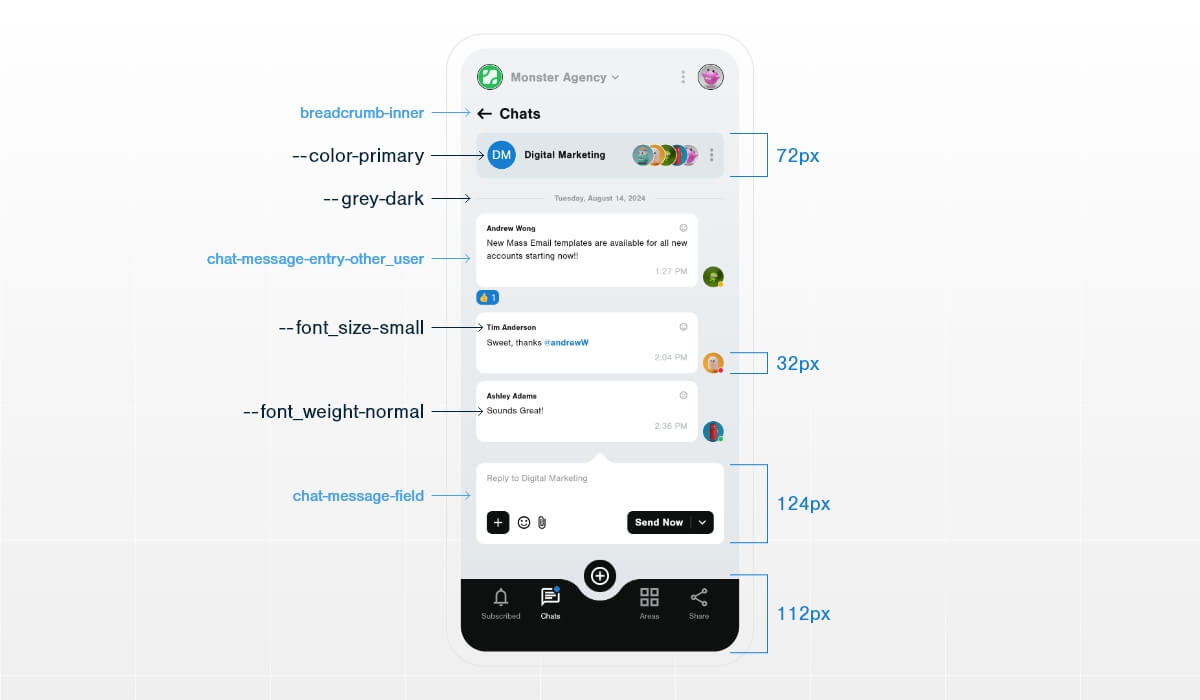 Monster Agency
breadcrumb-inner
Chats
--color-primary
DM
Digital Marketing
72px
--grey-dark
Tuesday, August 14, 2024
Andrew Wong
New Mass Email templates are available for all new
accounts starting now!!
1:27 PM
chat-message-entry-other_user
1
--font_size-small
Tim Anderson
Sweet, thanks @andrewW
2:04 PM
32px
--font_weight-normal
Ashley Adams
Sounds Great!
2:36 PM
chat-message-field
Reply to Digital Marketing
Send Now
124px
Subscribed
Chats
Areas
Share
112px